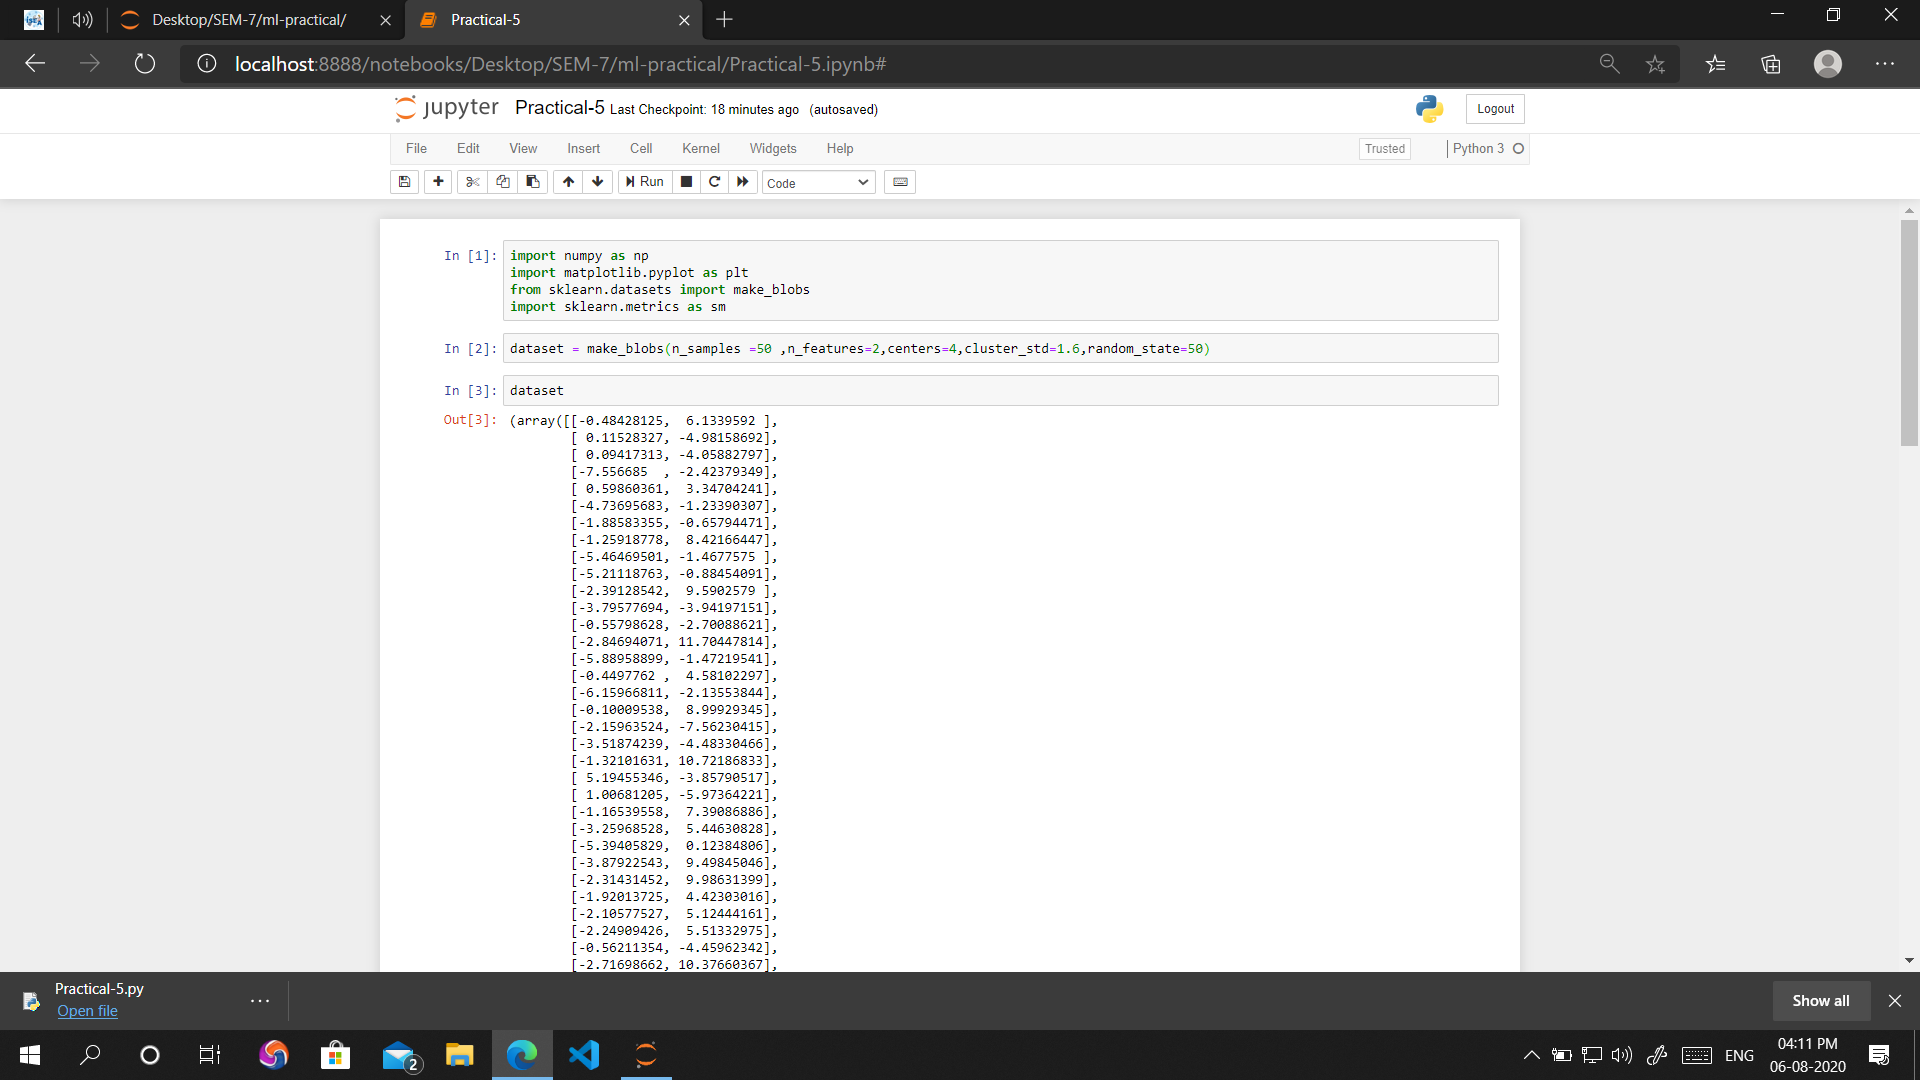 Desktop/SEM-7/ml-practical/
Practical-5
localhost:8888/notebooks/Desktop/SEM-7/ml-practical/Practical-5.ipynb#
jupyter Practical-5 Last Checkpoint: 18 minutes ago (autosaved)
Logout
File Edit View Insert Cell Kernel Widgets Help
Trusted
Python 3
Run
Code
In [1]: import numpy as np
import matplotlib.pyplot as plt
from sklearn.datasets import make_blobs
import sklearn.metrics as sm
In [2]: dataset = make_blobs(n_samples =50 ,n_features=2,centers=4,cluster_std=1.6,random_state=50)
In [3]: dataset
Out[3]: (array([[-0.48428125, 6.1339592 ],
[ 0.11528327, -4.98158692],
[ 0.09417313, -4.05882797],
[-7.556685 , -2.42379349],
[ 0.59860361, 3.34704241],
[-4.73695683, -1.23390307],
[-1.88583355, -0.65794471],
[-1.25918778, 8.42166447],
[-5.46469501, -1.4677575 ],
[-5.21118763, -0.88454091],
[-2.39128542, 9.5902579 ],
[-3.79577694, -3.94197151],
[-0.55798628, -2.70088621],
[-2.84694071, 11.70447814],
[-5.88958899, -1.47219541],
[-0.4497762 , 4.58102297],
[-6.15966811, -2.13553844],
[-0.10009538, 8.99929345],
[-2.15963524, -7.56230415],
[-3.51874239, -4.48330466],
[-1.32101631, 10.72186833],
[ 5.19455346, -3.85790517],
[ 1.00681205, -5.97364221],
[-1.16539558, 7.39086886],
[-3.25968528, 5.44630828],
[-5.39405829, 0.12384806],
[-3.87922543, 9.49845046],
[-2.31431452, 9.98631399],
[-1.92013725, 4.42303016],
[-2.10577527, 5.12444161],
[-2.24909426, 5.51332975],
[-0.56211354, -4.45962342],
[-2.71698662, 10.37660367],
Practical-5.py
Open file
Show all
2
ENG
04:11 PM
06-08-2020